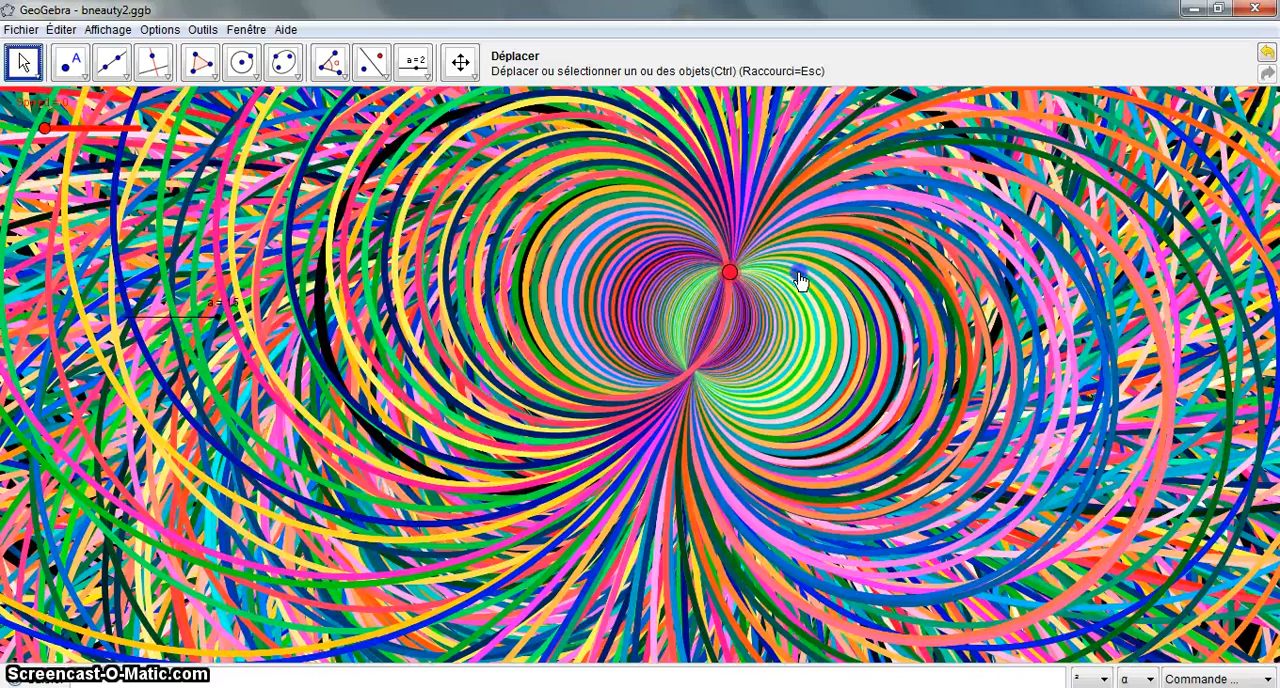 GeoGebra - bneauty2.ggb
Fichier Éditer Affichage Options Outils Fenêtre Aide
A
α
a = 2
Déplacer
Déplacer ou sélectionner un ou des objets(Ctrl) (Raccourci=Esc)
Screencast-O-Matic.com
² α Commande ...